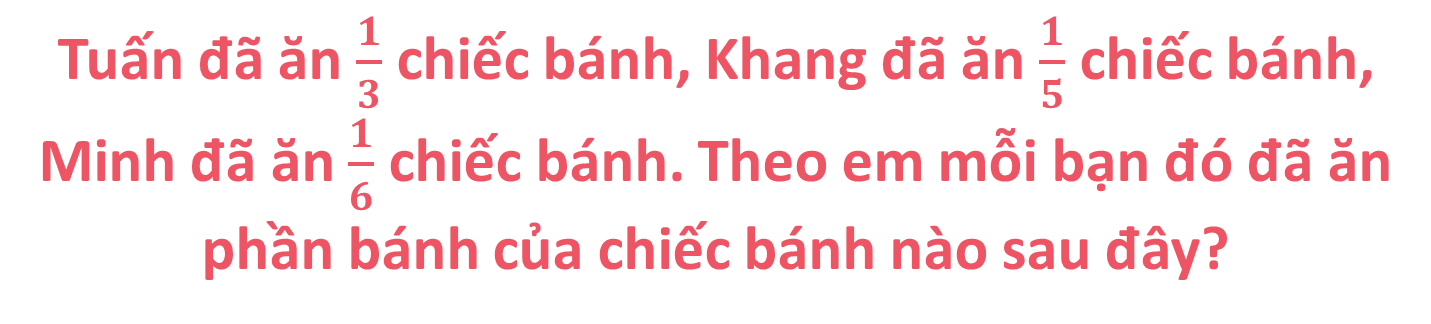 Tuấn đã ăn 1/3 chiếc bánh, Khang đã ăn 1/5 chiếc bánh,
Minh đã ăn 1/6 chiếc bánh. Theo em mỗi bạn đó đã ăn
phần bánh của chiếc bánh nào sau đây?